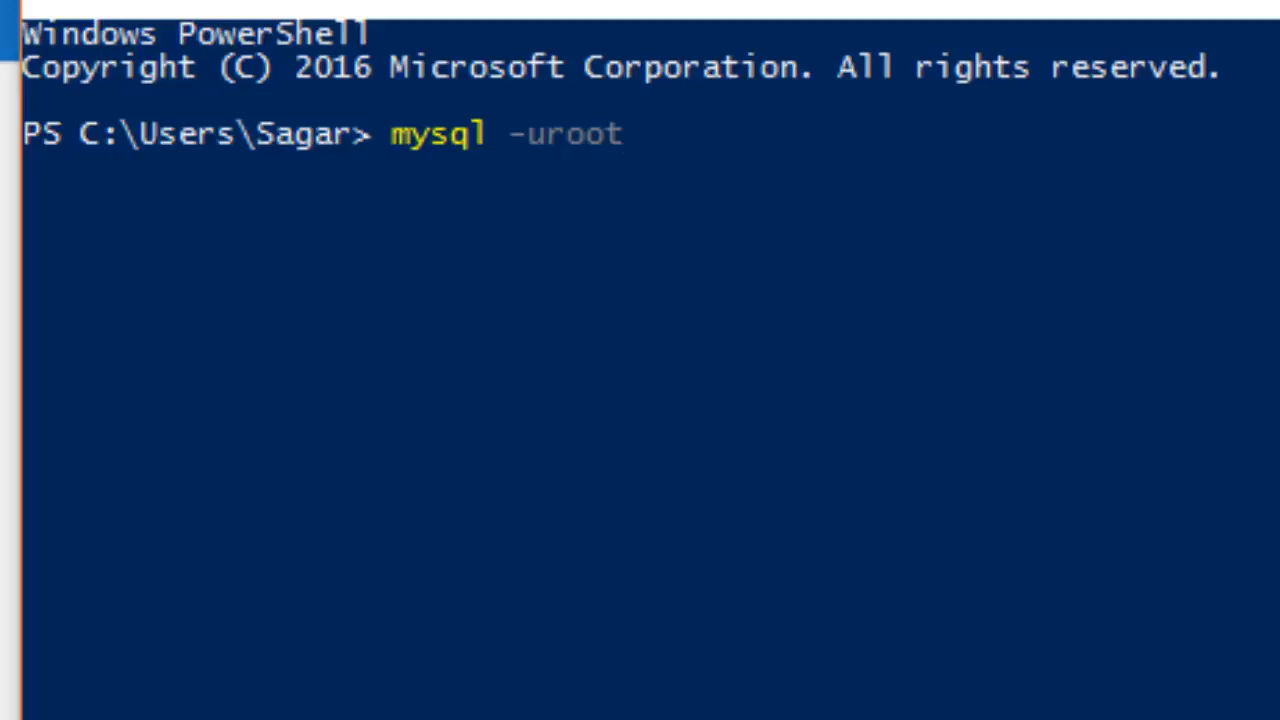 Windows PowerShell
Copyright (C) 2016 Microsoft Corporation. All rights reserved.
PS C:\Users\Sagar> mysql -uroot